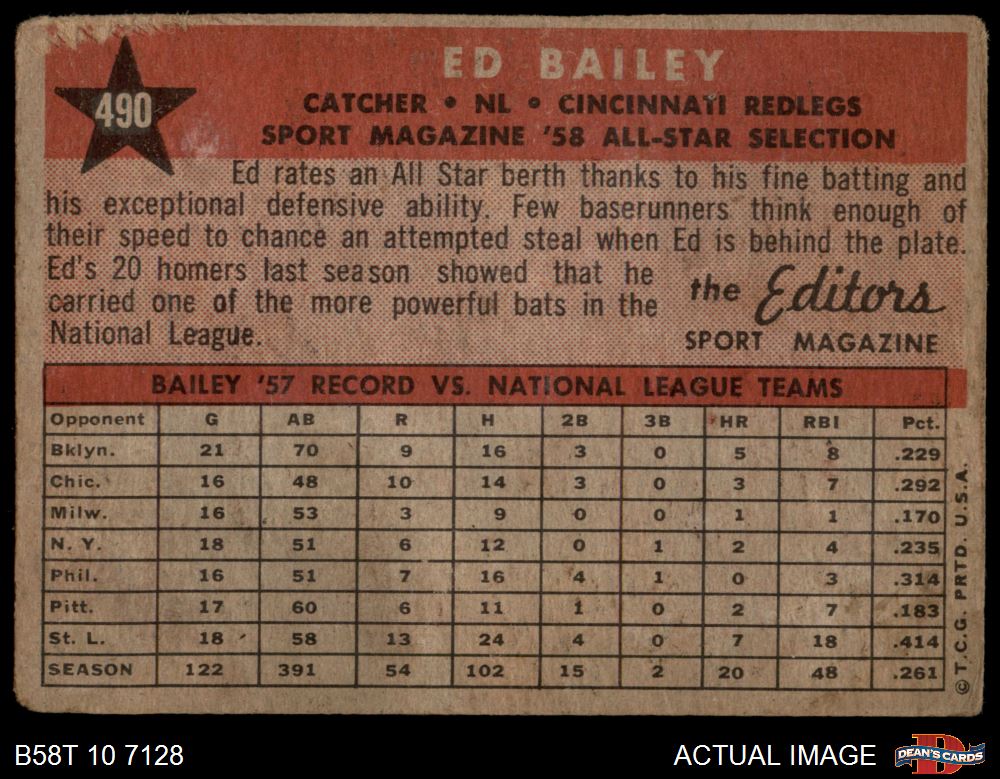 490
ED BAILEY
CATCHER • NL • CINCINNATI REDLEGS
SPORT MAGAZINE '58 ALL-STAR SELECTION
Ed rates an All Star berth thanks to his fine batting and
his exceptional defensive ability. Few baserunners think enough of
their speed to chance an attempted steal when Ed is behind the plate.
Ed's 20 homers last season showed that he
carried one of the more powerful bats in the
National League.
the Editors
SPORT MAGAZINE
BAILEY '57 RECORD VS. NATIONAL LEAGUE TEAMS
Opponent G AB R H 2B 3B HR RBI Pct.
Bklyn. 21 70 9 16 3 0 5 8 .229
Chic. 16 48 10 14 3 0 3 7 .292
Milw. 16 53 3 9 0 0 1 1 .170
N. Y. 18 51 6 12 0 1 2 4 .235
Phil. 16 51 7 16 4 1 0 3 .314
Pitt. 17 60 6 11 1 0 2 7 .183
St. L. 18 58 13 24 4 0 7 18 .414
SEASON 122 391 54 102 15 2 20 48 .261
© T.C.G. PRTD. U.S.A.
B58T 10 7128
ACTUAL IMAGE
D
DEAN'S CARDS